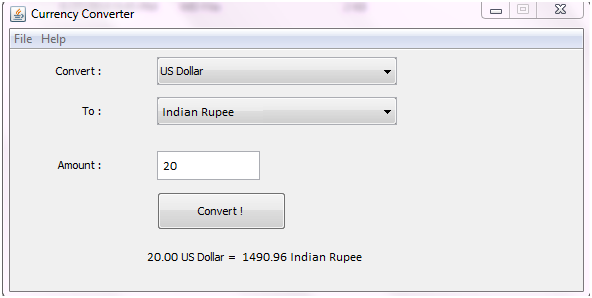 Currency Converter
File Help
Convert : US Dollar
To : Indian Rupee
Amount : 20
Convert !
20.00 US Dollar = 1490.96 Indian Rupee